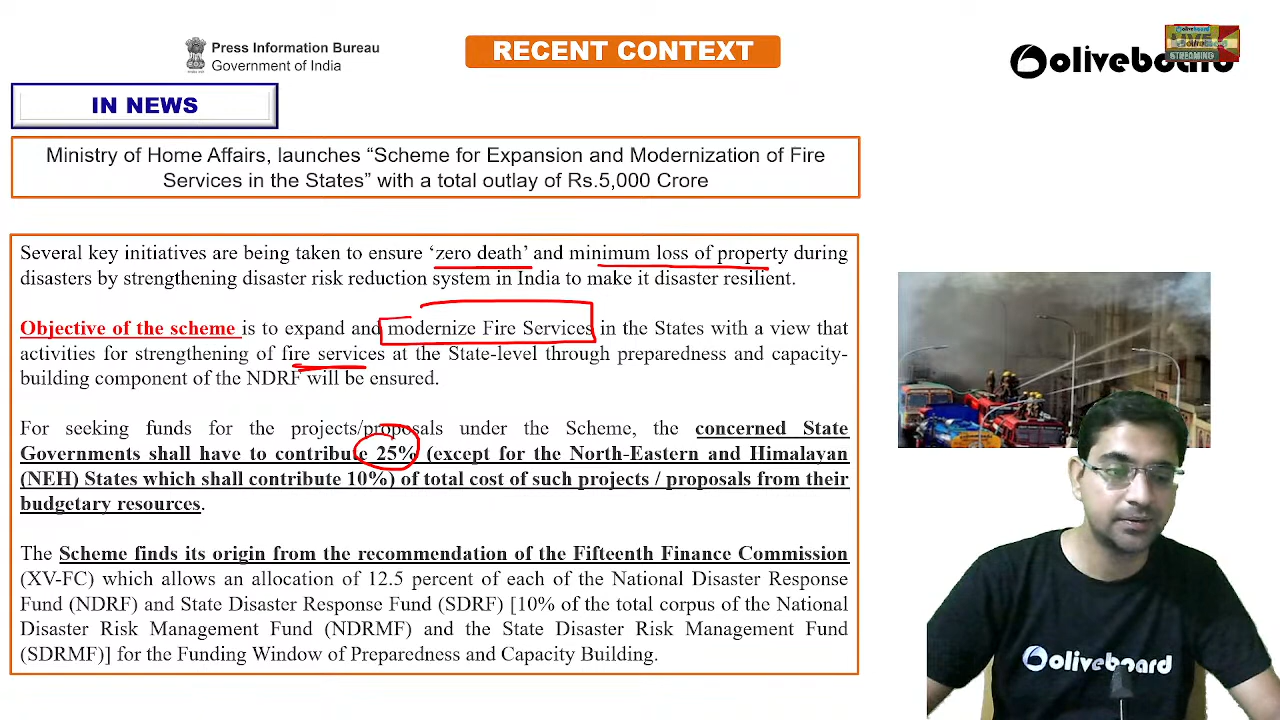 Press Information Bureau
Government of India
RECENT CONTEXT
oliveboard
LIVE
STREAMING
IN NEWS
Ministry of Home Affairs, launches “Scheme for Expansion and Modernization of Fire
Services in the States” with a total outlay of Rs.5,000 Crore
Several key initiatives are being taken to ensure ‘zero death’ and minimum loss of property during
disasters by strengthening disaster risk reduction system in India to make it disaster resilient.
Objective of the scheme is to expand and modernize Fire Services in the States with a view that
activities for strengthening of fire services at the State-level through preparedness and capacity-
building component of the NDRF will be ensured.
For seeking funds for the projects/proposals under the Scheme, the concerned State
Governments shall have to contribute 25% (except for the North-Eastern and Himalayan
(NEH) States which shall contribute 10%) of total cost of such projects / proposals from their
budgetary resources.
The Scheme finds its origin from the recommendation of the Fifteenth Finance Commission
(XV-FC) which allows an allocation of 12.5 percent of each of the National Disaster Response
Fund (NDRF) and State Disaster Response Fund (SDRF) [10% of the total corpus of the National
Disaster Risk Management Fund (NDRMF) and the State Disaster Risk Management Fund
(SDRMF)] for the Funding Window of Preparedness and Capacity Building.
oliveboard